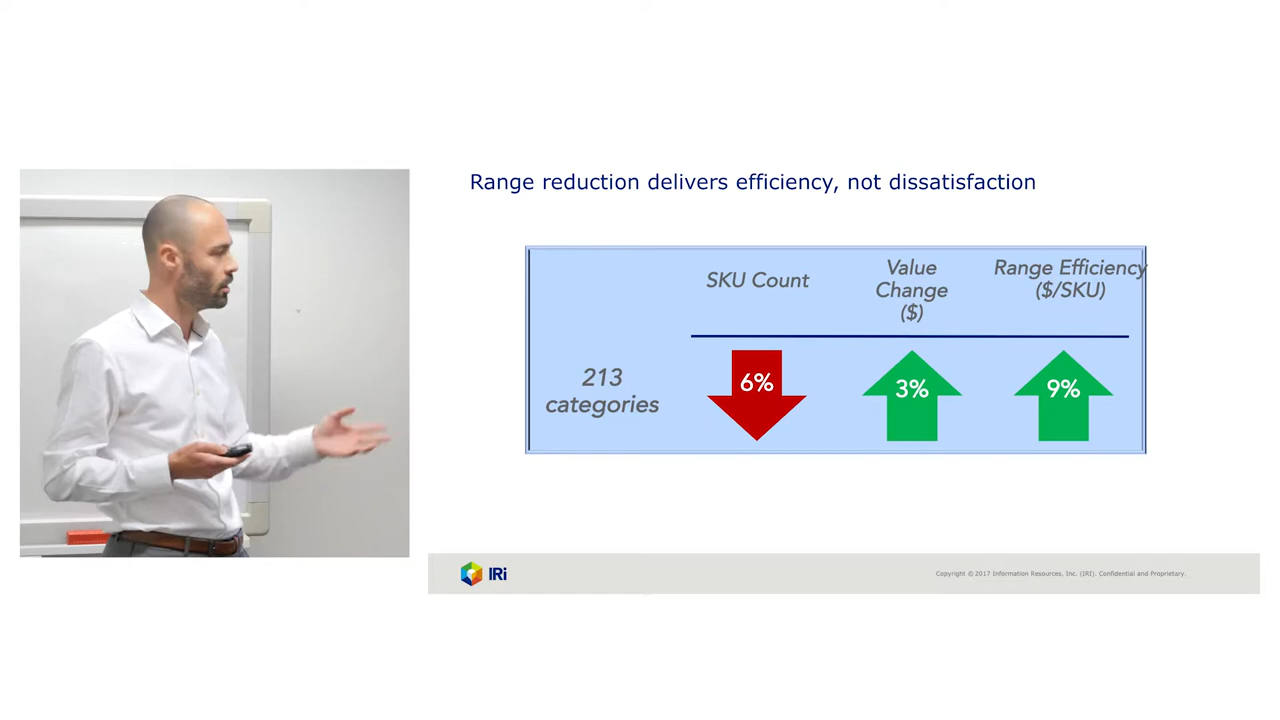 Range reduction delivers efficiency, not dissatisfaction
SKU Count
Value
Change
($)
Range Efficiency
($/SKU)
213
categories
6%
3%
9%
IRi
Copyright © 2017 Information Resources, Inc. (IRI). Confidential and Proprietary.